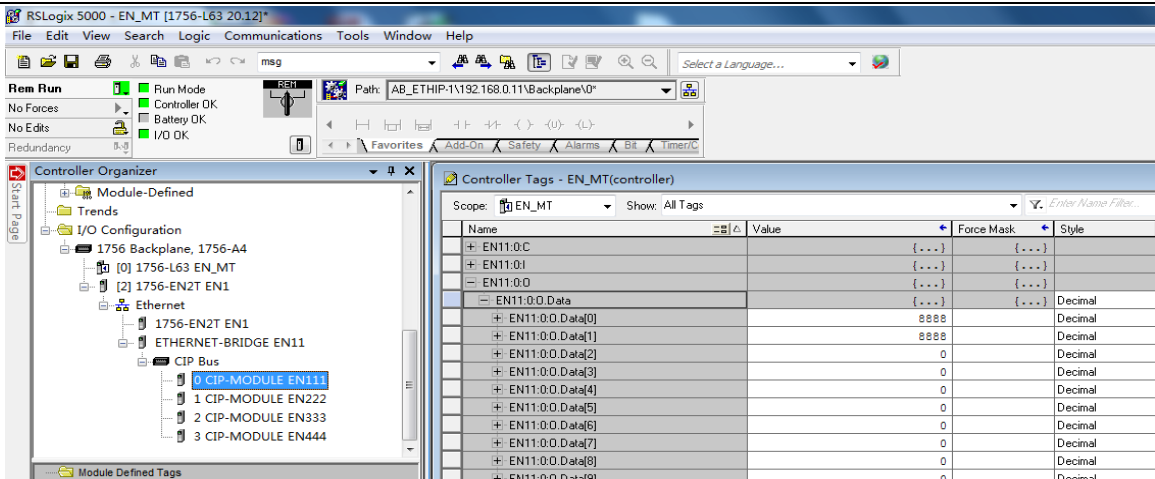 RSLogix 5000 - EN_MT [1756-L63 20.12]*
File Edit View Search Logic Communications Tools Window Help
msg
Select a Language...
Rem Run
Run Mode
REM
Path: AB_ETHIP-1\192.168.0.11\Backplane\0*
No Forces
Controller OK
Battery OK
No Edits
I/O OK
Redundancy
Favorites Add-On Safety Alarms Bit Timer/C
Start Page
Controller Organizer
Module-Defined
Trends
I/O Configuration
1756 Backplane, 1756-A4
[0] 1756-L63 EN_MT
[2] 1756-EN2T EN1
Ethernet
1756-EN2T EN1
ETHERNET-BRIDGE EN11
CIP Bus
0 CIP-MODULE EN111
1 CIP-MODULE EN222
2 CIP-MODULE EN333
3 CIP-MODULE EN444
Module Defined Tags
Controller Tags - EN_MT(controller)
Scope: EN_MT Show: All Tags Enter Name Filter...
Name Value Force Mask Style
EN11:0:C {...} {...}
EN11:0:I {...} {...}
EN11:0:O {...} {...}
EN11:0:O.Data {...} {...} Decimal
EN11:0:O.Data[0] 8888 Decimal
EN11:0:O.Data[1] 8888 Decimal
EN11:0:O.Data[2] 0 Decimal
EN11:0:O.Data[3] 0 Decimal
EN11:0:O.Data[4] 0 Decimal
EN11:0:O.Data[5] 0 Decimal
EN11:0:O.Data[6] 0 Decimal
EN11:0:O.Data[7] 0 Decimal
EN11:0:O.Data[8] 0 Decimal
EN11:0:O.Data[9] 0 Decimal